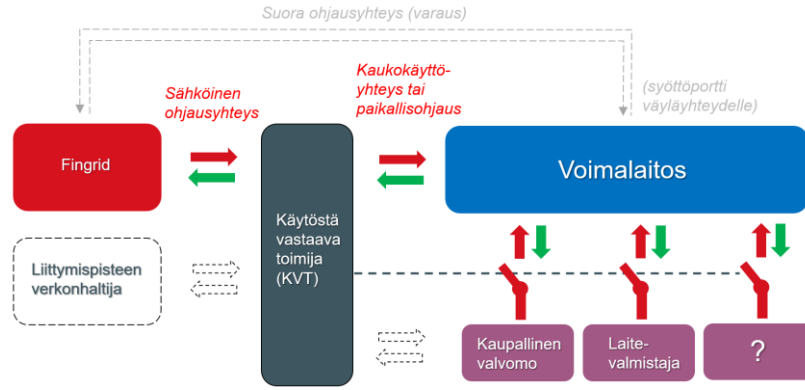 Suora ohjausyhteys (varaus)
Sähköinen
ohjausyhteys
Kaukokäyttö-
yhteys tai
paikallisohjaus
(syöttöportti
väyläyhteydelle)
Fingrid
Voimalaitos
Käytöstä
vastaava
toimija
(KVT)
Liittymispisteen
verkonhaltija
Kaupallinen
valvomo
Laite-
valmistaja
?